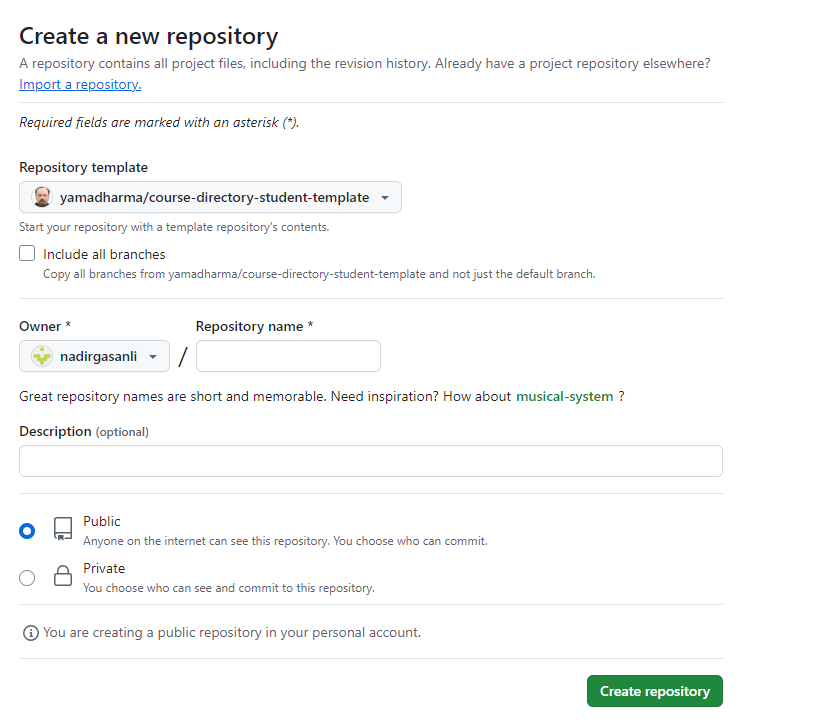 Create a new repository
A repository contains all project files, including the revision history. Already have a project repository elsewhere?
Import a repository.
Required fields are marked with an asterisk (*).
Repository template
yamadharma/course-directory-student-template
Start your repository with a template repository's contents.
Include all branches
Copy all branches from yamadharma/course-directory-student-template and not just the default branch.
Owner * Repository name *
nadirgasanli /
Great repository names are short and memorable. Need inspiration? How about musical-system ?
Description (optional)
Public
Anyone on the internet can see this repository. You choose who can commit.
Private
You choose who can see and commit to this repository.
You are creating a public repository in your personal account.
Create repository